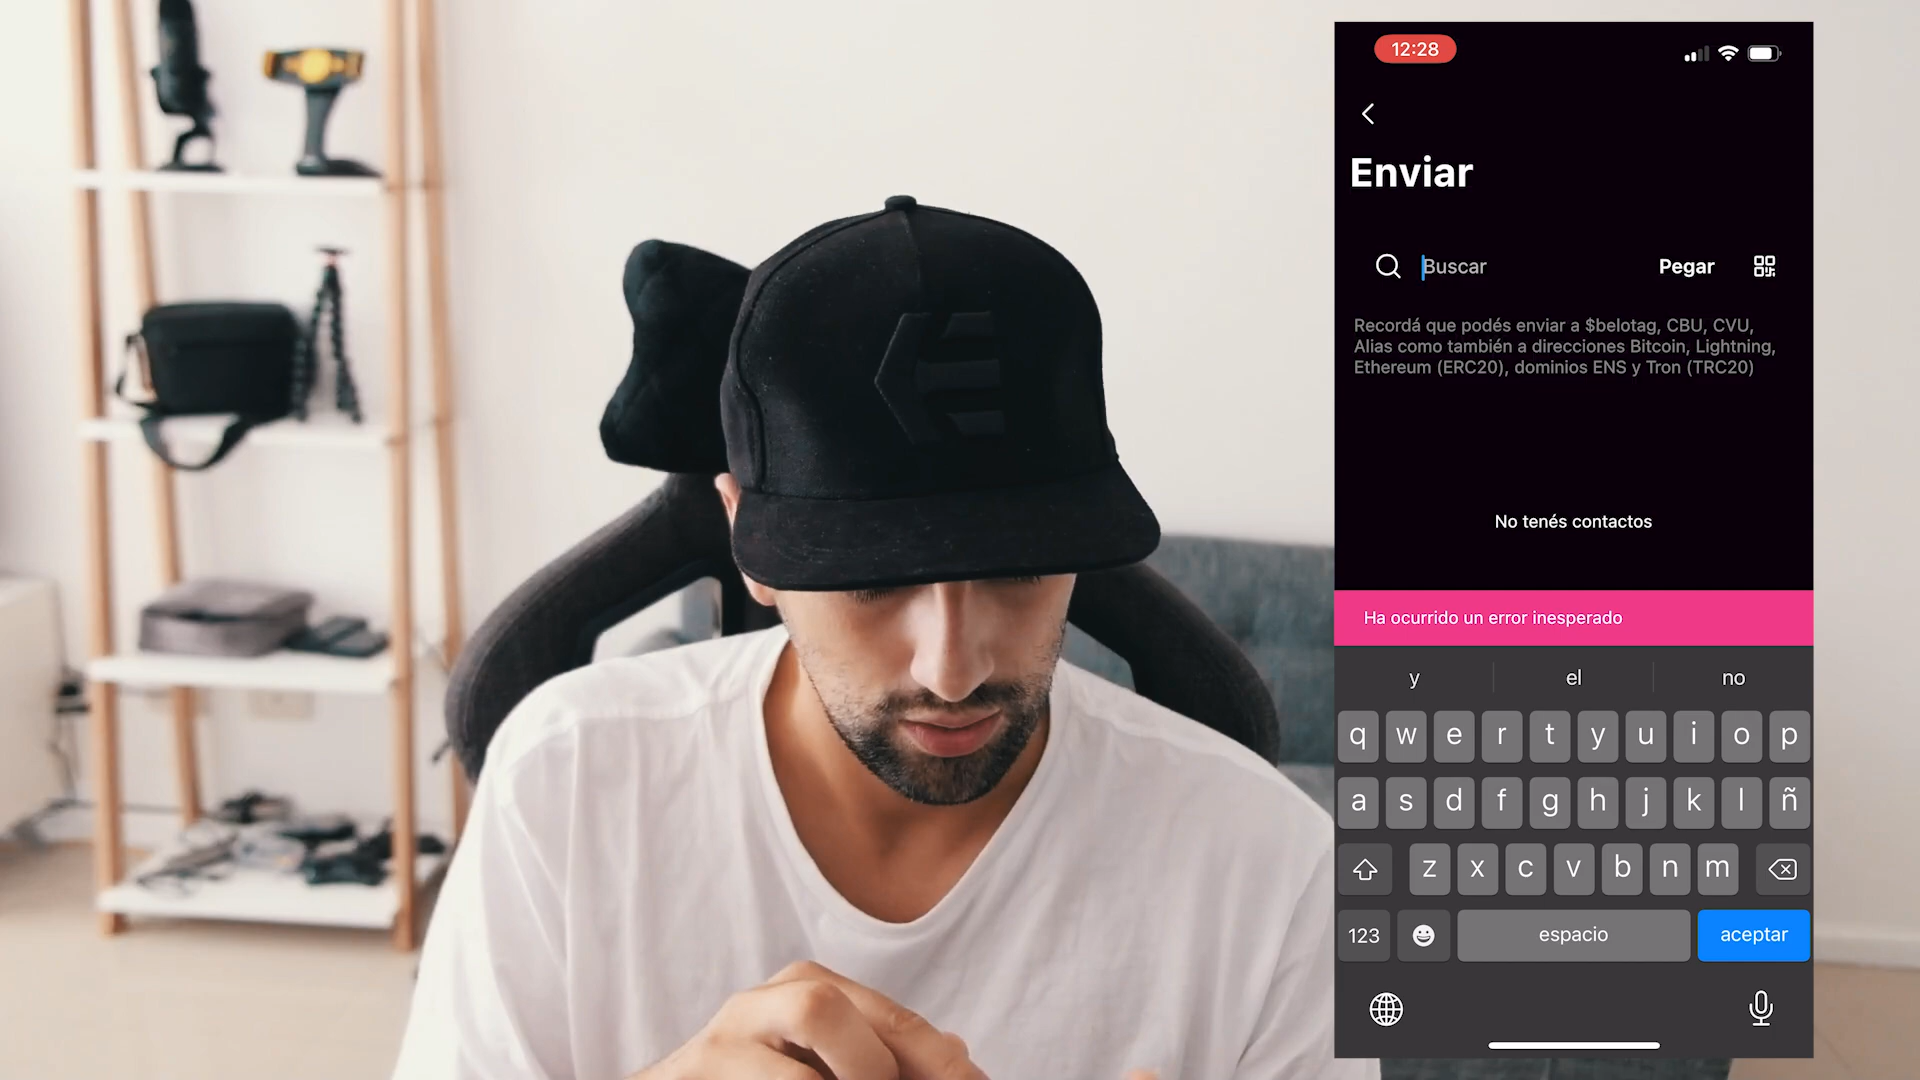 12:28
Enviar
Buscar
Pegar
Recordá que podés enviar a $belotag, CBU, CVU,
Alias como también a direcciones Bitcoin, Lightning,
Ethereum (ERC20), dominios ENS y Tron (TRC20)
No tenés contactos
Ha ocurrido un error inesperado
y el no
q w e r t y u i o p
a s d f g h j k l ñ
z x c v b n m
123 espacio aceptar